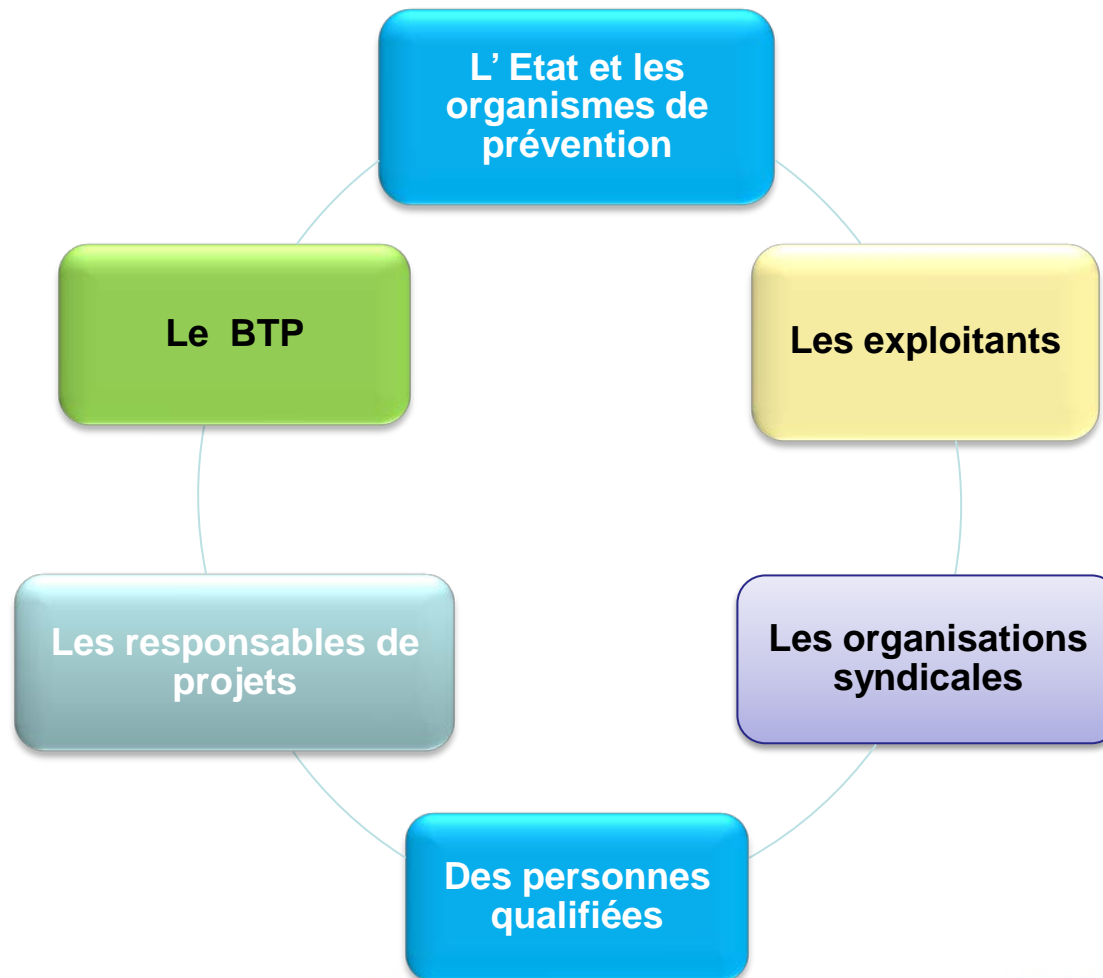 L' Etat et les
organismes de
prévention
Le BTP
Les exploitants
Les responsables de
projets
Les organisations
syndicales
Des personnes
qualifiées